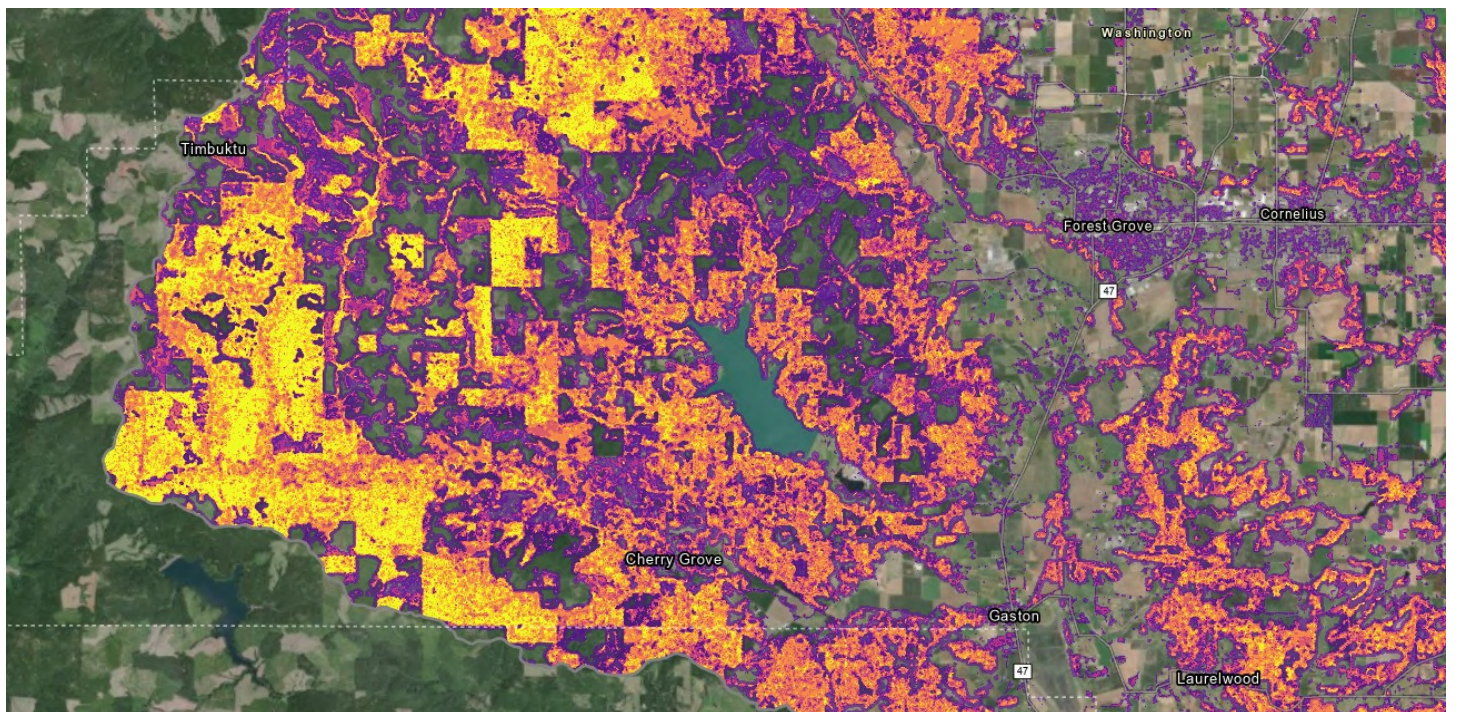 Washington
Timbuktu
Cornelius
Forest Grove
47
Cherry Grove
Gaston
47
Laurelwood